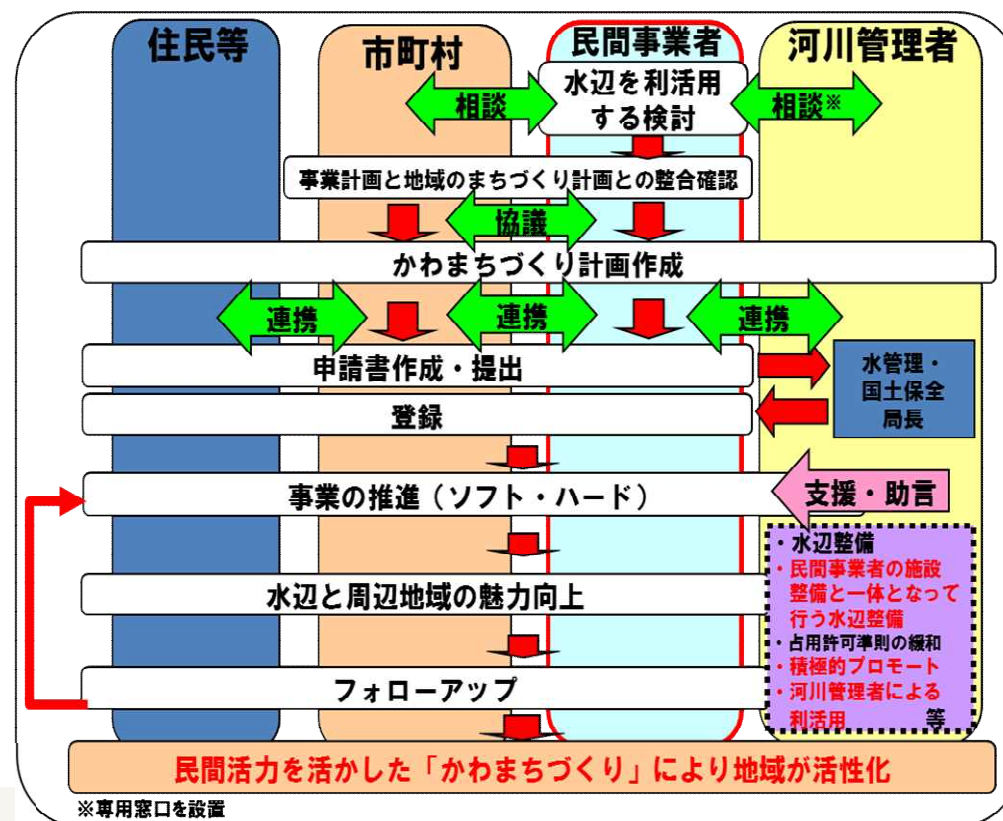 住民等
市町村
民間事業者
河川管理者
相談
水辺を利活用
する検討
相談※
事業計画と地域のまちづくり計画との整合確認
協議
かわまちづくり計画作成
連携
連携
連携
申請書作成・提出
水管理・
国土保全
局長
登録
事業の推進（ソフト・ハード）
支援・助言
・水辺整備
・民間事業者の施設
整備と一体となって
行う水辺整備
・占用許可準則の緩和
・積極的プロモート
・河川管理者による
利活用 等
水辺と周辺地域の魅力向上
フォローアップ
民間活力を活かした「かわまちづくり」により地域が活性化
※専用窓口を設置